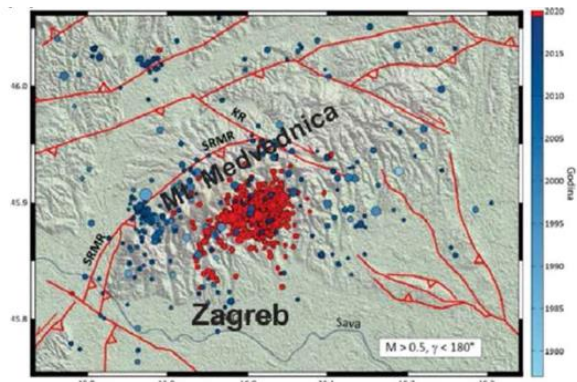 2020
2015
2010
2005
2000
1995
1990
1985
1980
Godina
46.0
45.9
45.8
KR
SRMR
Mt. Medvednica
SRMR
Zagreb
Sava
M > 0.5, γ < 180°